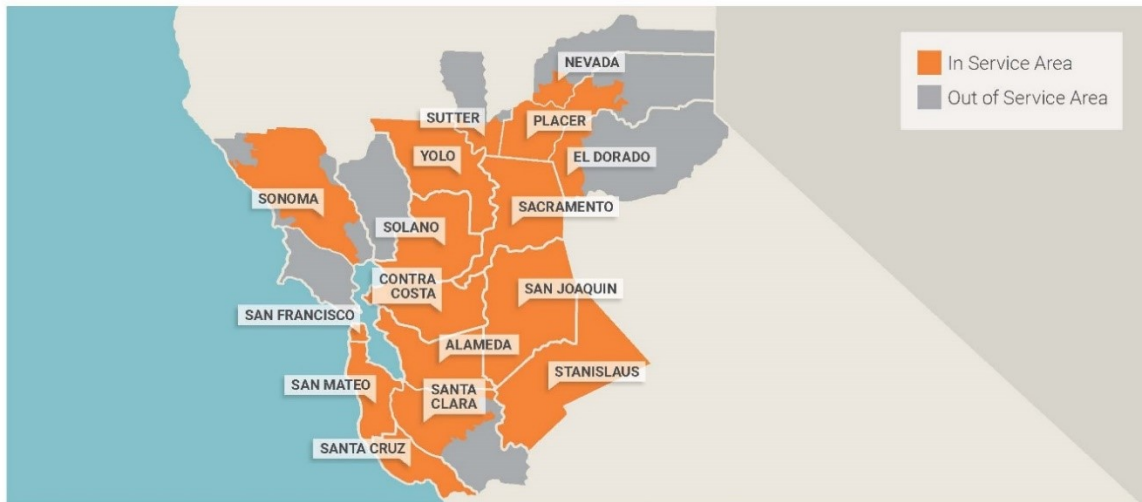 In Service Area
Out of Service Area
NEVADA
SUTTER
PLACER
YOLO
EL DORADO
SONOMA
SACRAMENTO
SOLANO
CONTRA
COSTA
SAN JOAQUIN
SAN FRANCISCO
ALAMEDA
STANISLAUS
SAN MATEO
SANTA
CLARA
SANTA CRUZ